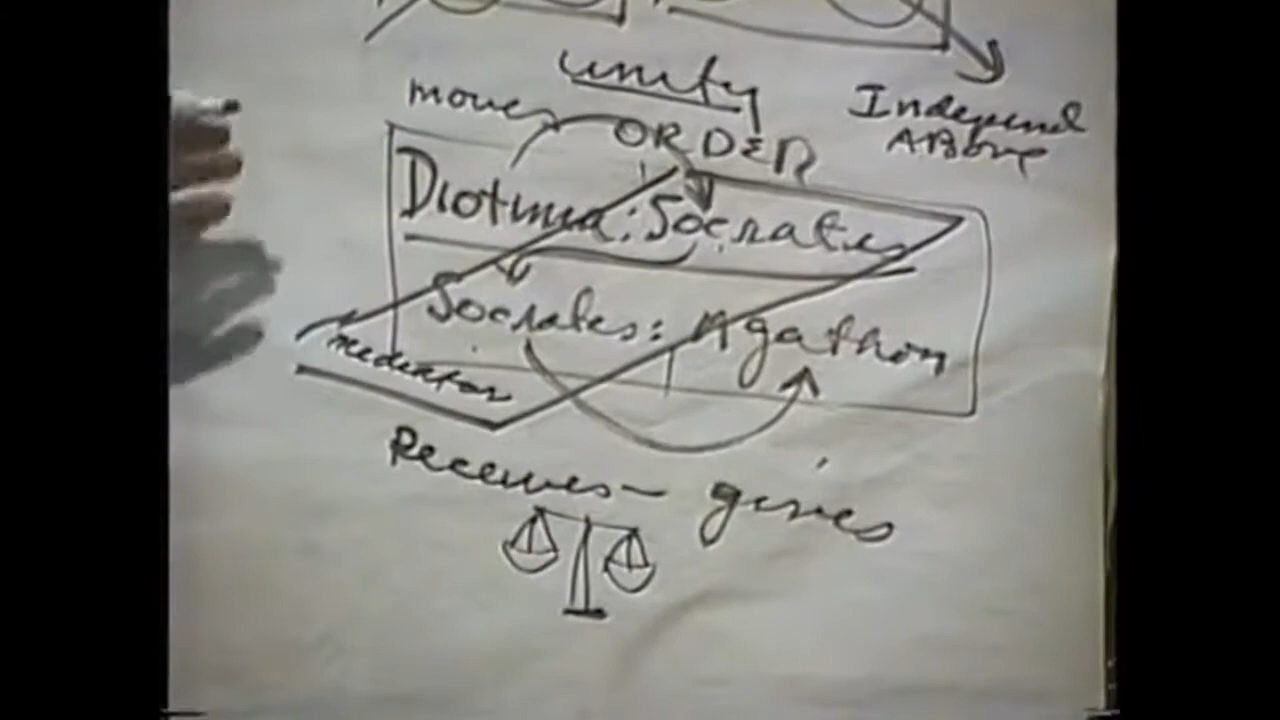 unity
moves
ORDER
Independ
Above
Diotima: Socrates
Socrates: Agathon
mediator
Receives – gives